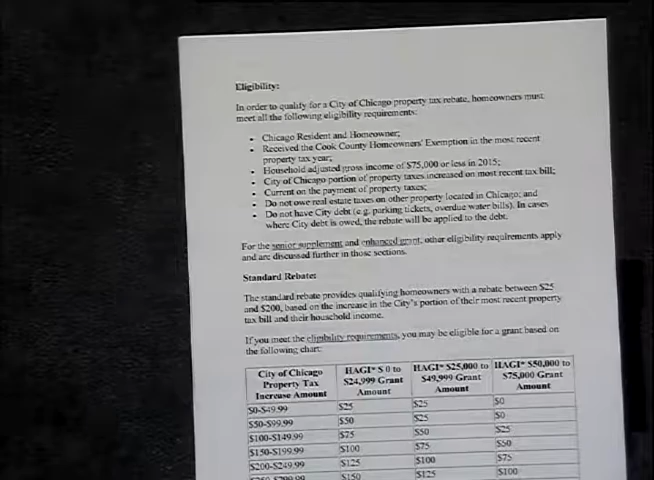 Eligibility:
In order to qualify for a City of Chicago property tax rebate, homeowners must
meet all the following eligibility requirements:
• Chicago Resident and Homeowner;
• Received the Cook County Homeowners' Exemption in the most recent
property tax year;
• Household adjusted gross income of $75,000 or less in 2015;
• City of Chicago portion of property taxes increased on most recent tax bill;
• Current on the payment of property taxes;
• Do not owe real estate taxes on other property located in Chicago; and
• Do not have City debt (e.g. parking tickets, overdue water bills). In cases
where City debt is owed, the rebate will be applied to the debt.
For the senior supplement and enhanced grant, other eligibility requirements apply
and are discussed further in those sections.
Standard Rebate:
The standard rebate provides qualifying homeowners with a rebate between $25
and $200, based on the increase in the City's portion of their most recent property
tax bill and their household income.
If you meet the eligibility requirements, you may be eligible for a grant based on
the following chart:
City of Chicago Property Tax Increase Amount HAGI* $ 0 to $24,999 Grant Amount HAGI* $25,000 to $49,999 Grant Amount HAGI* $50,000 to $75,000 Grant Amount
$0-$49.99 $25 $25 $0
$50-$99.99 $50 $25 $0
$100-$149.99 $75 $50 $25
$150-$199.99 $100 $75 $50
$200-$249.99 $125 $100 $75
$150 $125 $100